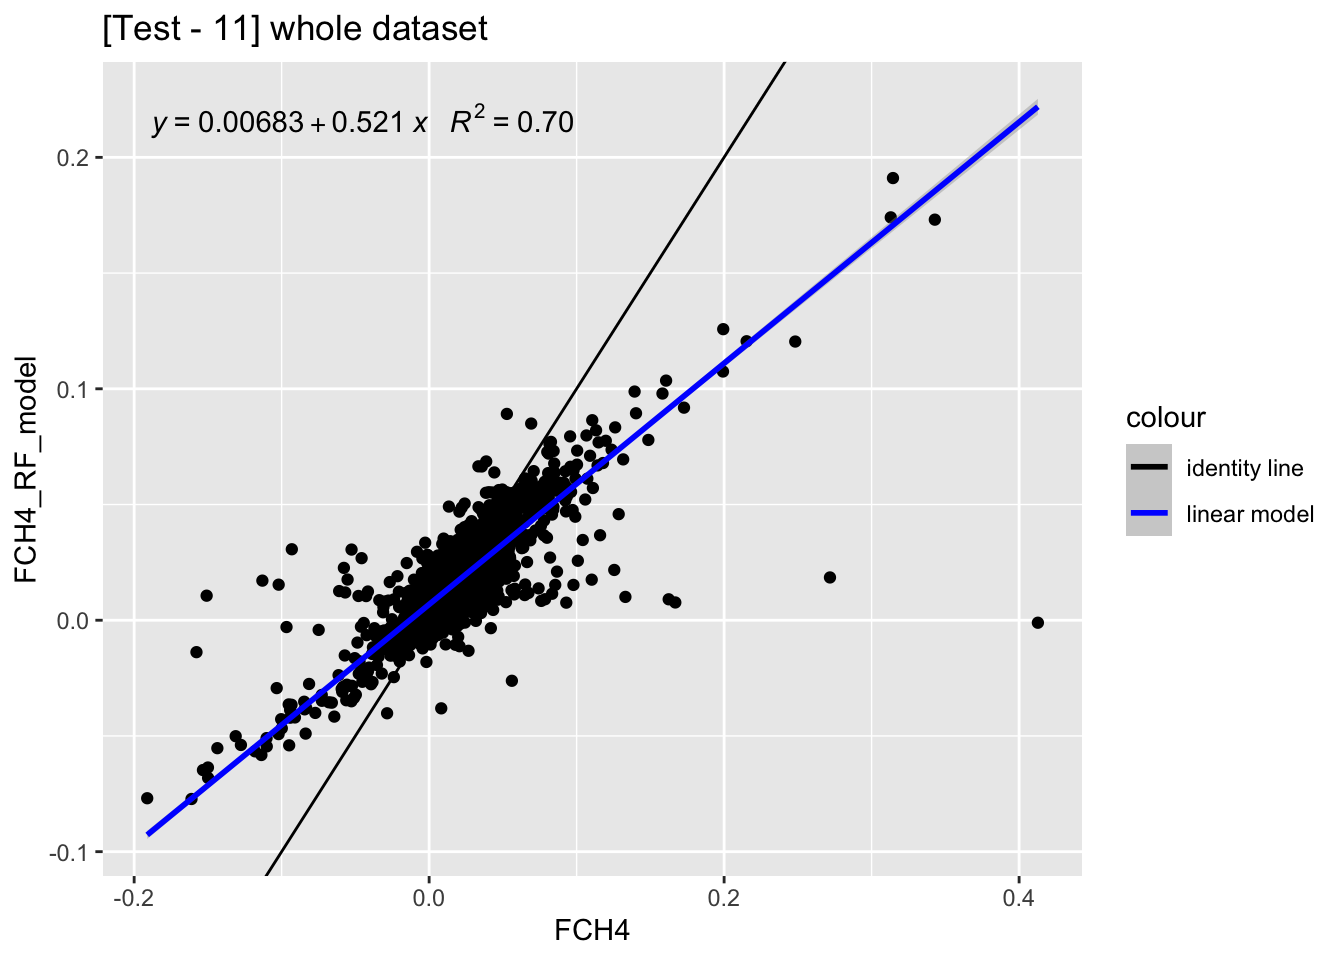 [Test - 11] whole dataset
y = 0.00683 + 0.521 x R² = 0.70
FCH4_RF_model
0.2
0.1
0.0
-0.1
-0.2
0.0
0.2
0.4
FCH4
colour
identity line
linear model